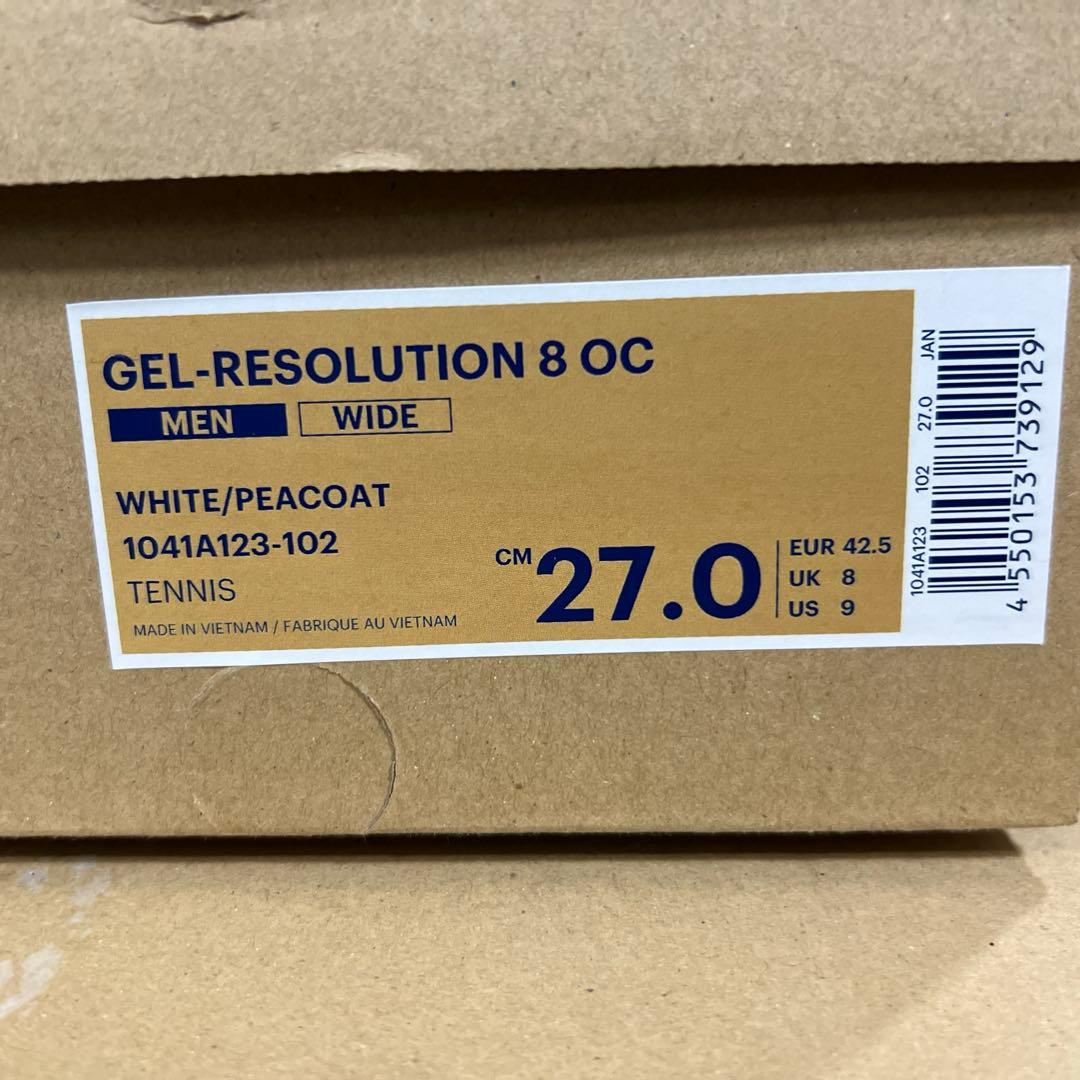 GEL-RESOLUTION 8 OC
MEN WIDE
WHITE/PEACOAT
1041A123-102
TENNIS
MADE IN VIETNAM / FABRIQUE AU VIETNAM
CM 27.0
EUR 42.5
UK 8
US 9
1041A123 102 27.0 JAN
4 550153 739129